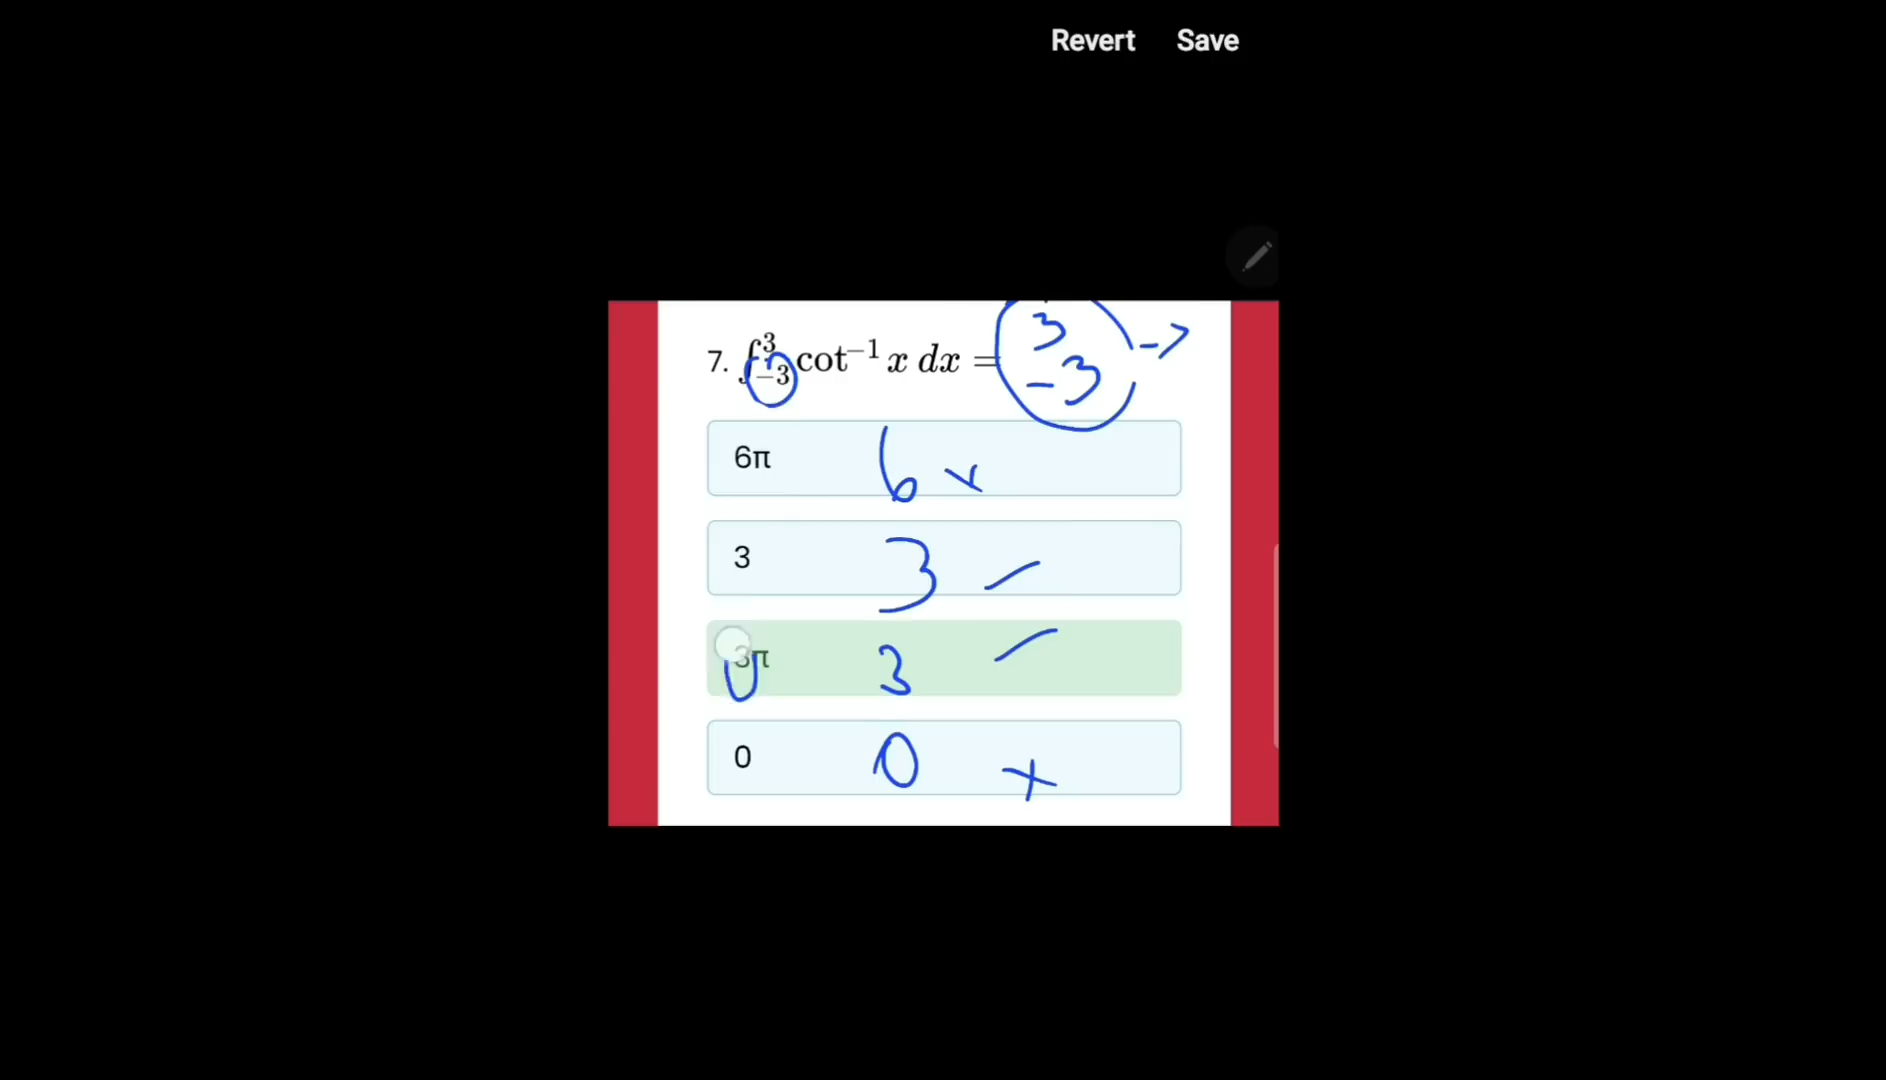 Revert Save
3
7. ∫₋₃³ cot⁻¹ x dx = -3 ->
6π 6 x
3 3
3π 3
0 0 x